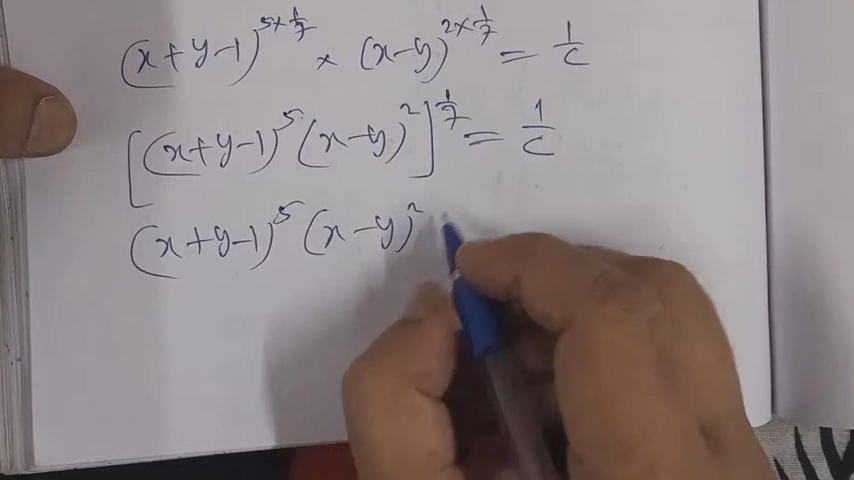 (x+y-1)^{5×1/7} × (x-y)^{2×1/7} = 1/c
[(x+y-1)^5 (x-y)^2]^{1/7} = 1/c
(x+y-1)^5 (x-y)^2